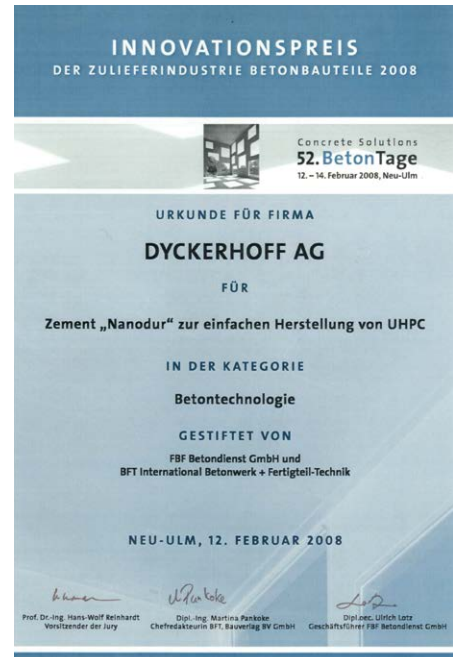 INNOVATIONSPREIS
DER ZULIEFERINDUSTRIE BETONBAUTEILE 2008
Concrete Solutions
52. BetonTage
12. – 14. Februar 2008, Neu-Ulm
URKUNDE FÜR FIRMA
DYCKERHOFF AG
FÜR
Zement „Nanodur“ zur einfachen Herstellung von UHPC
IN DER KATEGORIE
Betontechnologie
GESTIFTET VON
FBF Betondienst GmbH und
BFT International Betonwerk + Fertigteil-Technik
NEU-ULM, 12. FEBRUAR 2008
Prof. Dr.-Ing. Hans-Wolf Reinhardt
Vorsitzender der Jury
Dipl.-Ing. Martina Pankoke
Chefredakteurin BFT, Bauverlag BV GmbH
Dipl.oec. Ulrich Lotz
Geschäftsführer FBF Betondienst GmbH